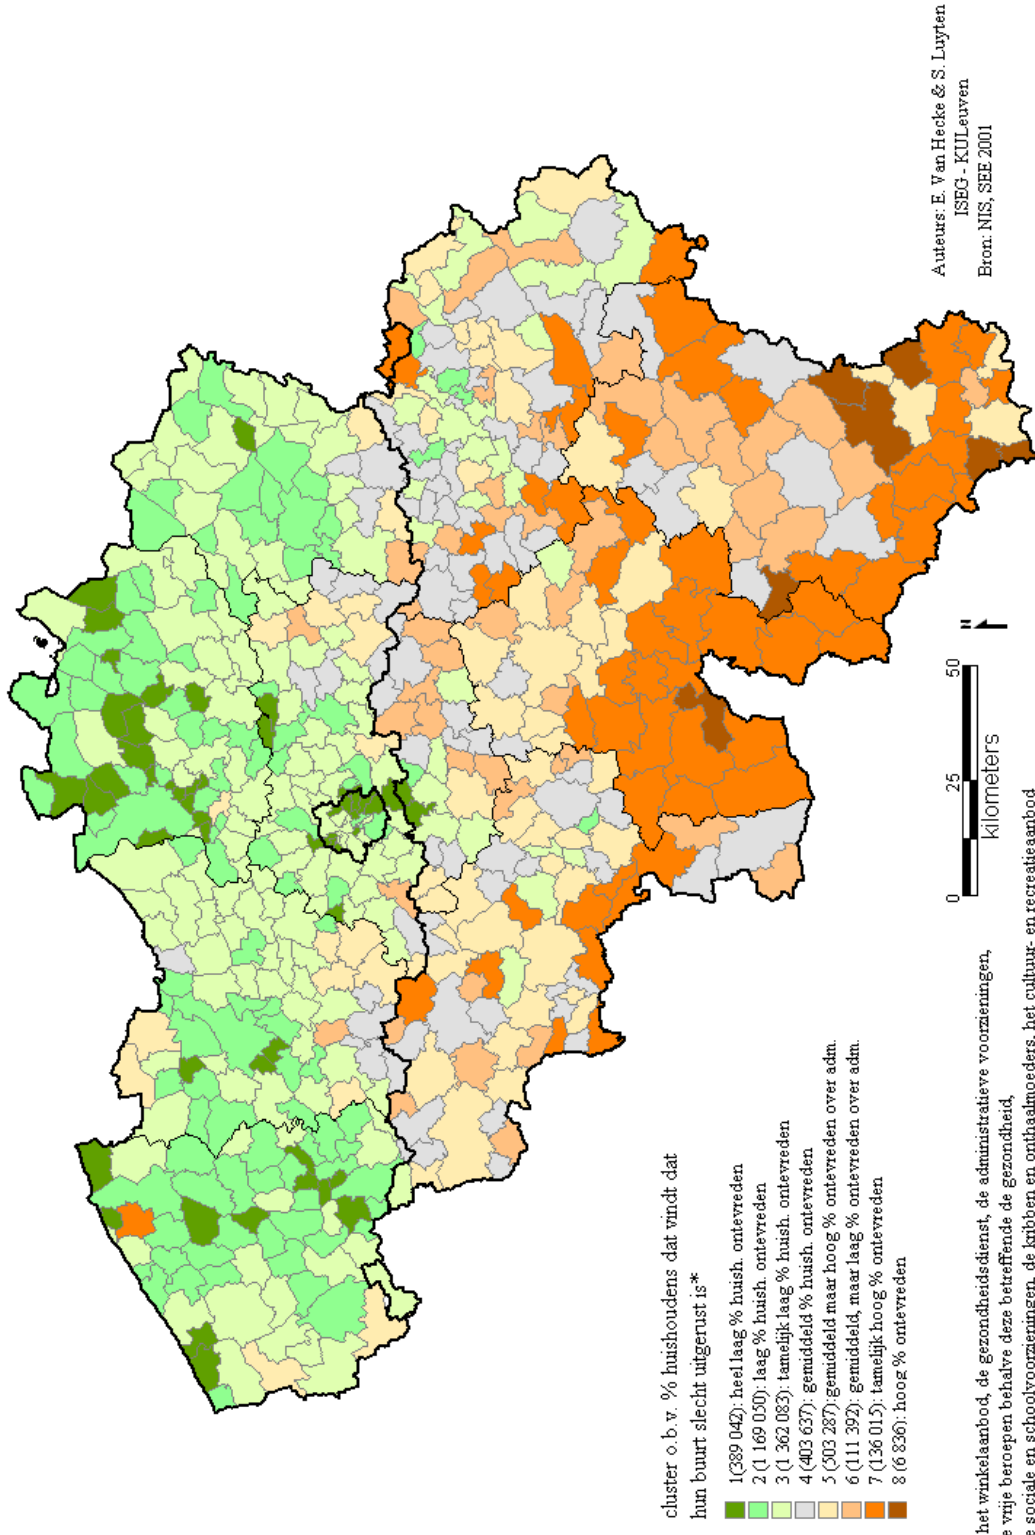 cluster o.b.v. % huishoudens dat vindt dat
hun buurt slecht uitgerust is*
1(389 042): heel laag % huish. ontevreden
2 (1 169 050): laag % huish. ontevreden
3 (1 362 083): tamelijk laag % huish. ontevreden
4 (403 637): gemiddeld % huish. ontevreden
5 (503 287):gemiddeld maar hoog % ontevreden over adm.
6 (111 392): gemiddeld, maar laag % ontevreden over adm.
7 (136 015): tamelijk hoog % ontevreden
8 (6 836): hoog % ontevreden
het winkelaanbod, de gezondheidsdienst, de administratieve voorzieningen,
e vrije beroepen behalve deze betreffende de gezondheid,
e sociale en schoolvoorzieningen, de kribben en onthaalmoeders, het cultuur- en recreatieaanbod
0 25 50
kilometers
N
Auteurs: E. Van Hecke & S. Luyten
ISEG - KULeuven
Bron: NIS, SEE 2001